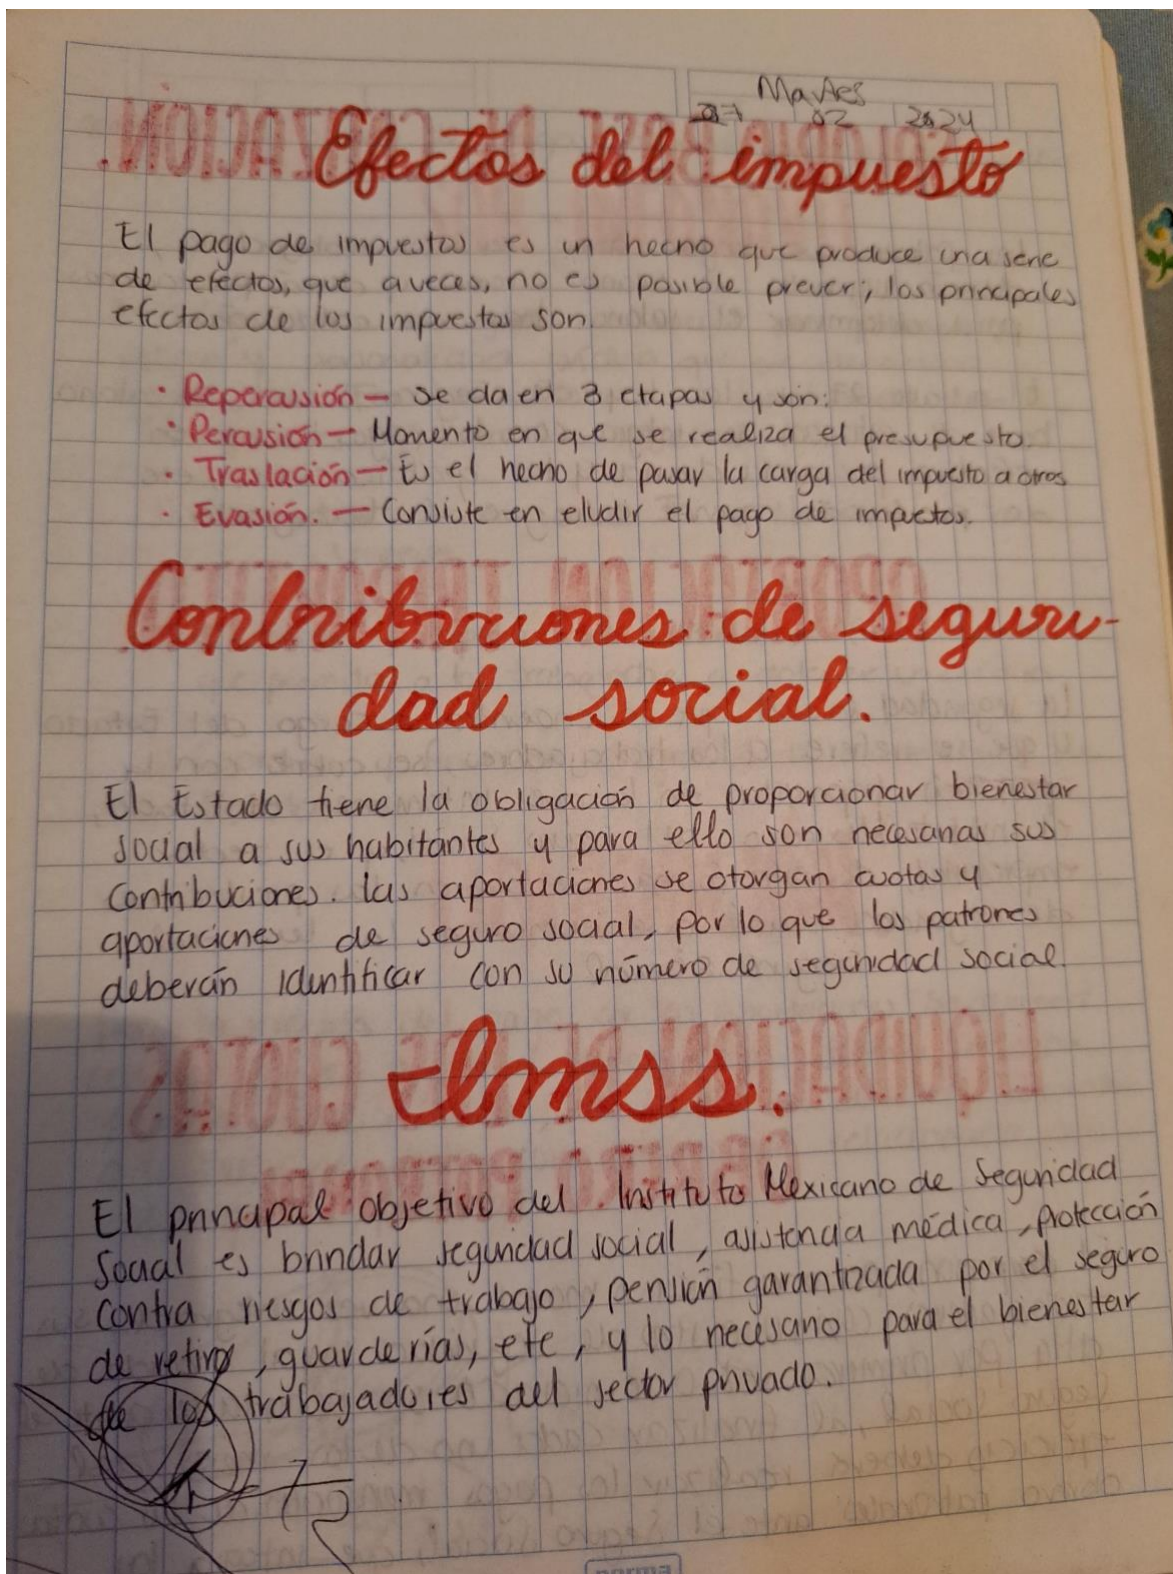 Martes
27 02 2024
Efectos del impuesto
El pago de impuestos es un hecho que produce una serie
de efectos, que aveces, no es posible prever; los principales
efectos de los impuestos son.
· Repercusión — se da en 3 etapas y són:
· Percusión — Momento en que se realiza el presupuesto.
· Traslación — Es el hecho de pasar la carga del impuesto a otros
· Evasión. — Consiste en eludir el pago de impuetos.
Contribuciones de seguri-
dad social.
El Estado tiene la obligación de proporcionar bienestar
social a sus habitantes y para ello son necesarias sus
contribuciones. las aportaciones se otorgan cuotas y
aportaciones de seguro social, por lo que los patrones
deberán identificar con su número de seguridad social.
Imss.
El principal objetivo del Instituto Mexicano de Seguridad
Social es brindar seguridad social, asistencia médica, protección
contra riesgos de trabajo, pensión garantizada por el seguro
de retiro, guarderías, etc, y lo necesario para el bienestar
de los trabajadores del sector privado.
norma